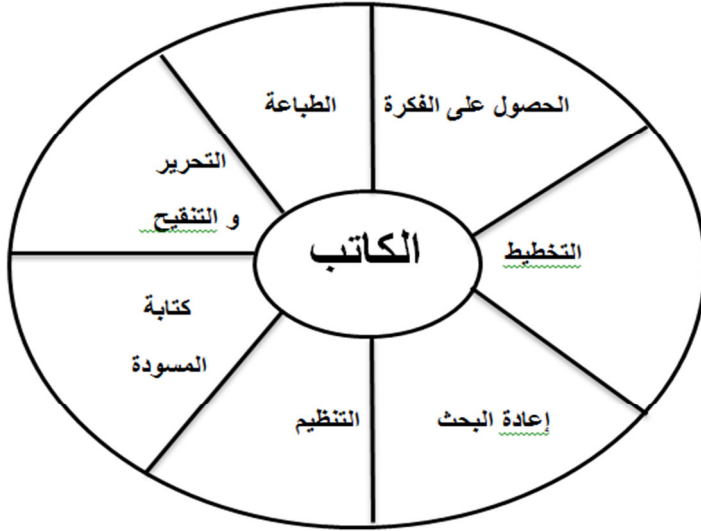 الحصول على الفكرة
الطباعة
التحرير
و التنقيح
الكاتب
التخطيط
كتابة
المسودة
التنظيم
إعادة البحث